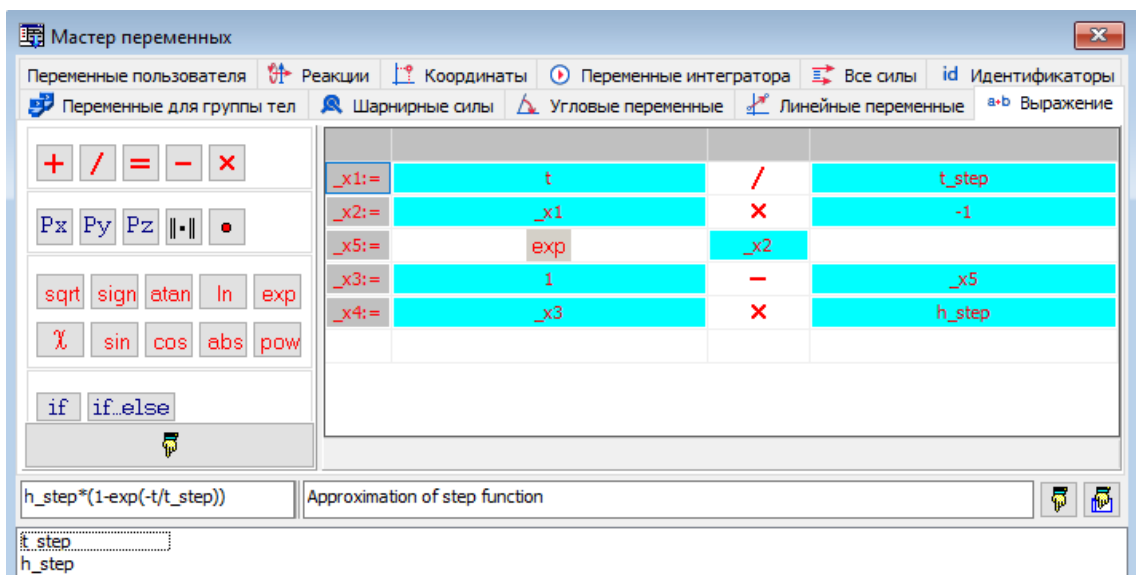 Мастер переменных
Переменные пользователя Реакции Координаты Переменные интегратора Все силы id Идентификаторы
Переменные для группы тел Шарнирные силы Угловые переменные Линейные переменные a+b Выражение
+ / = − ×
Px Py Pz ‖▪‖ •
sqrt sign atan ln exp
χ sin cos abs pow
if if…else
_x1:= t / t_step
_x2:= _x1 × -1
_x5:= exp _x2
_x3:= 1 − _x5
_x4:= _x3 × h_step
h_step*(1-exp(-t/t_step)) Approximation of step function
t_step
h_step